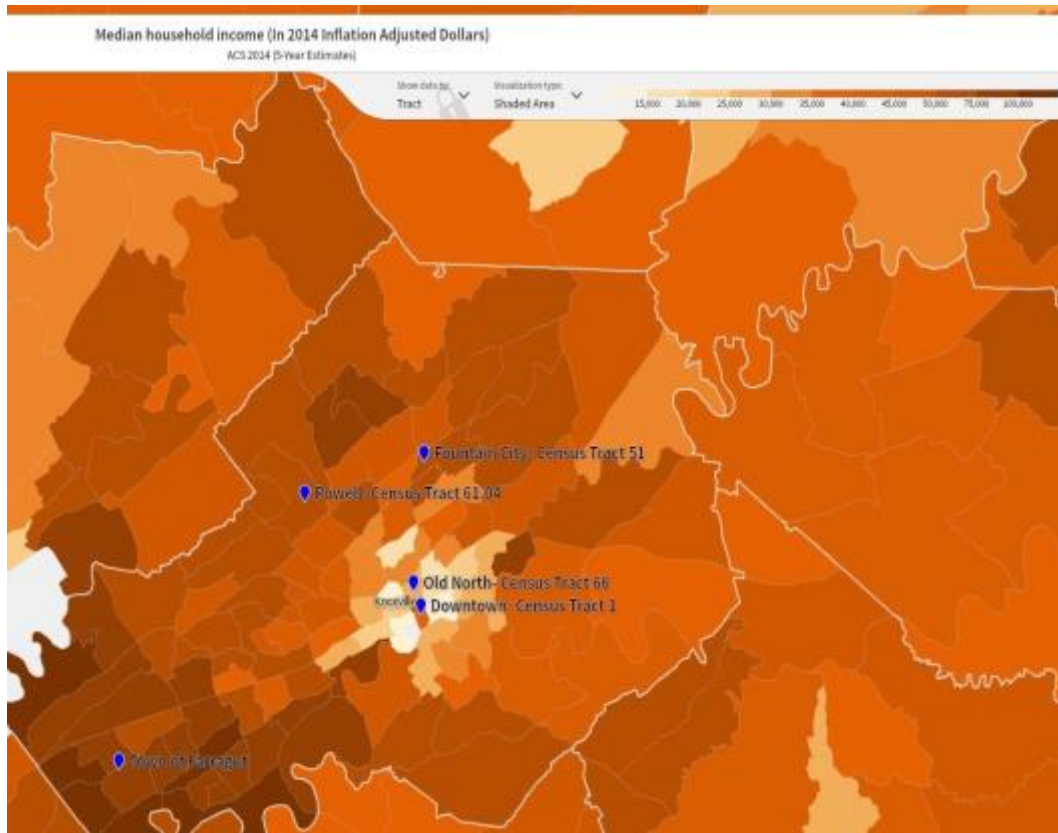 Median household income (In 2014 Inflation Adjusted Dollars)
ACS 2014 (5-Year Estimates)
Show data by:
Tract
Visualization type:
Shaded Area
15,000 20,000 25,000 30,000 35,000 40,000 45,000 50,000 75,000 100,000
Fountain City- Census Tract 51
Powell- Census Tract 61.04
Old North- Census Tract 66
Knoxville
Downtown- Census Tract 1
Town of Farragut